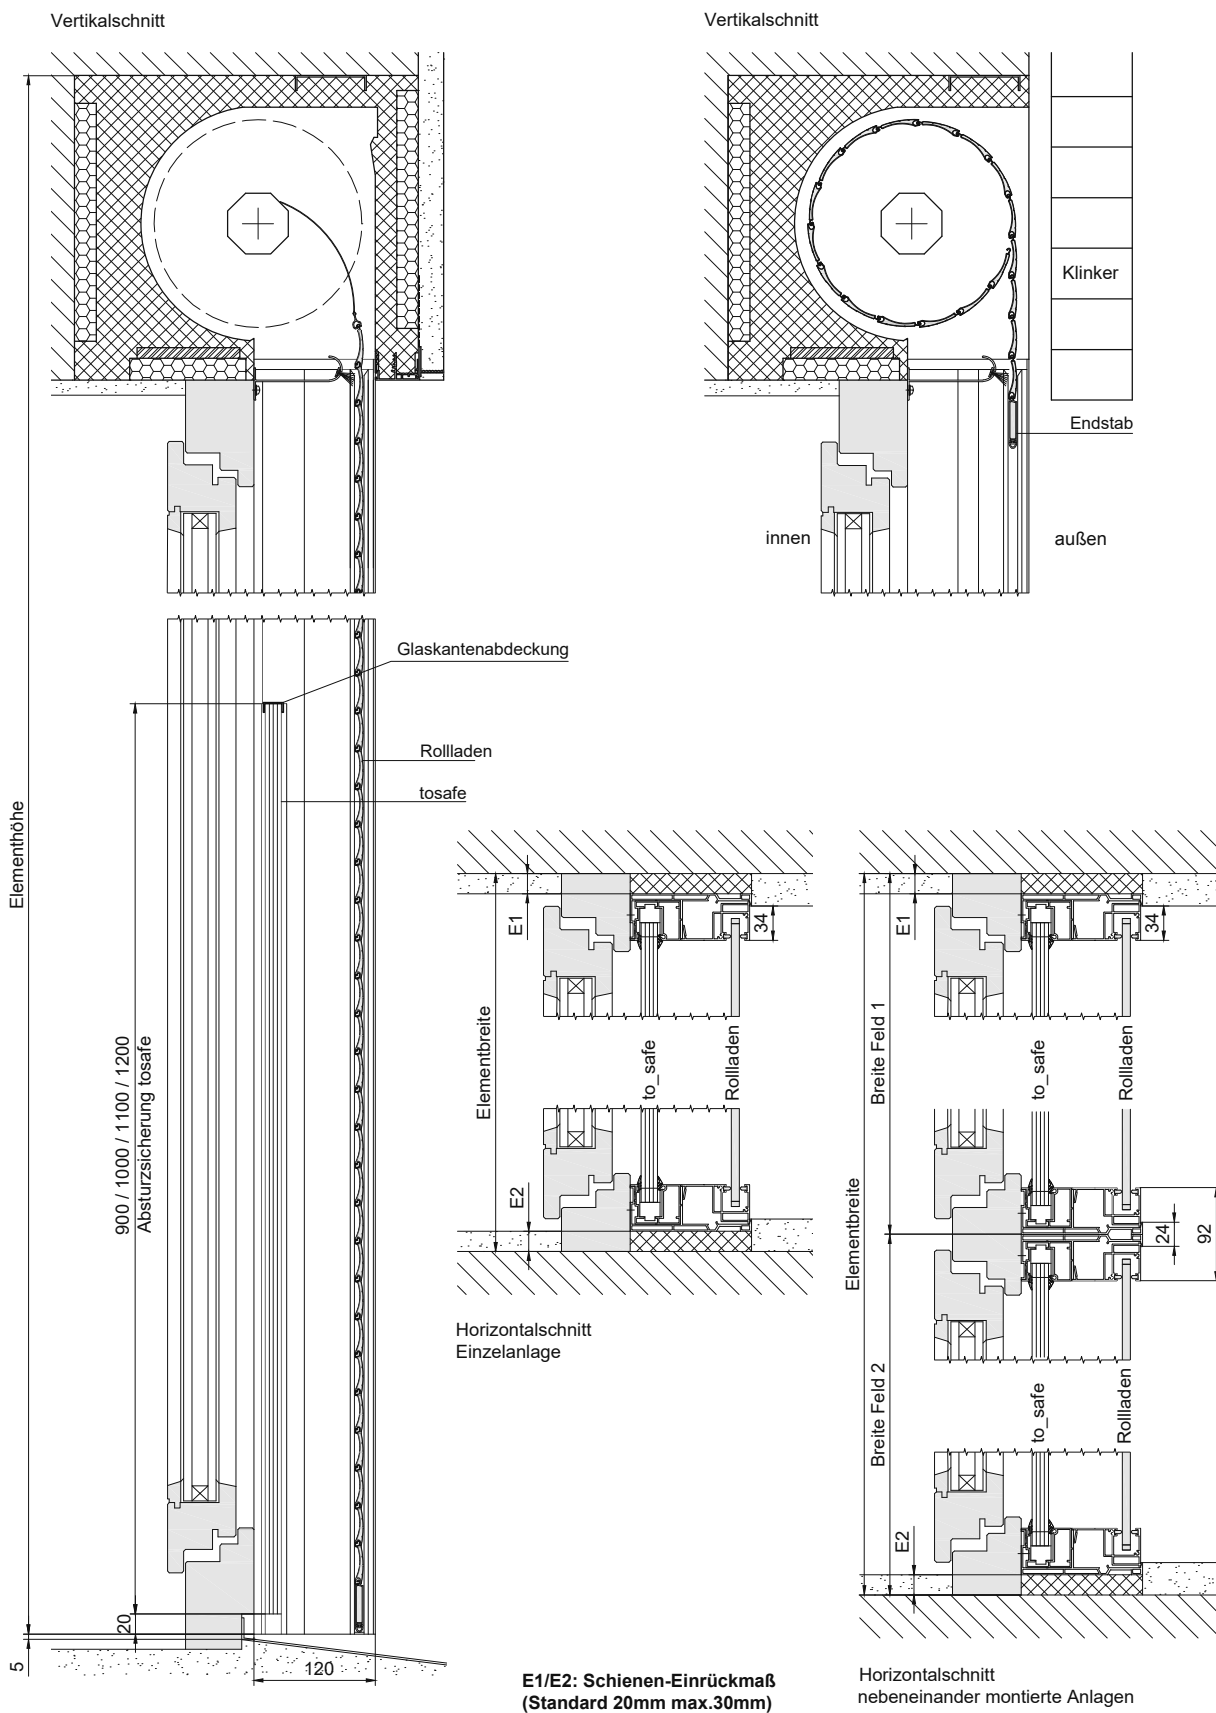 Vertikalschnitt
Vertikalschnitt
Klinker
Endstab
innen
außen
Glaskantenabdeckung
Rollladen
tosafe
Elementhöhe
900 / 1000 / 1100 / 1200
Absturzsicherung tosafe
20
5
120
E1
34
Elementbreite
to_safe
Rollladen
E2
Horizontalschnitt
Einzelanlage
E1
34
Breite Feld 1
to_safe
Rollladen
Elementbreite
24
92
Breite Feld 2
to_safe
Rollladen
E2
E1/E2: Schienen-Einrückmaß
(Standard 20mm max.30mm)
Horizontalschnitt
nebeneinander montierte Anlagen